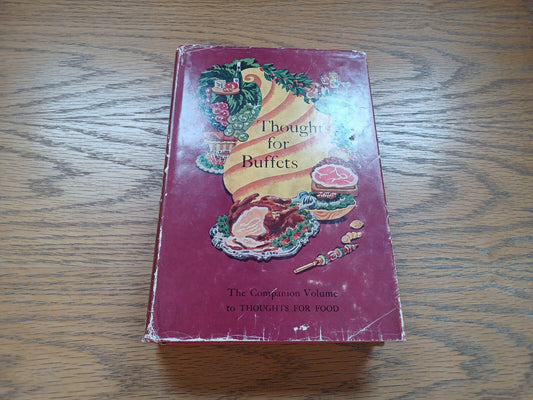 Thoughts
for
Buffets
The Companion Volume
to THOUGHTS FOR FOOD